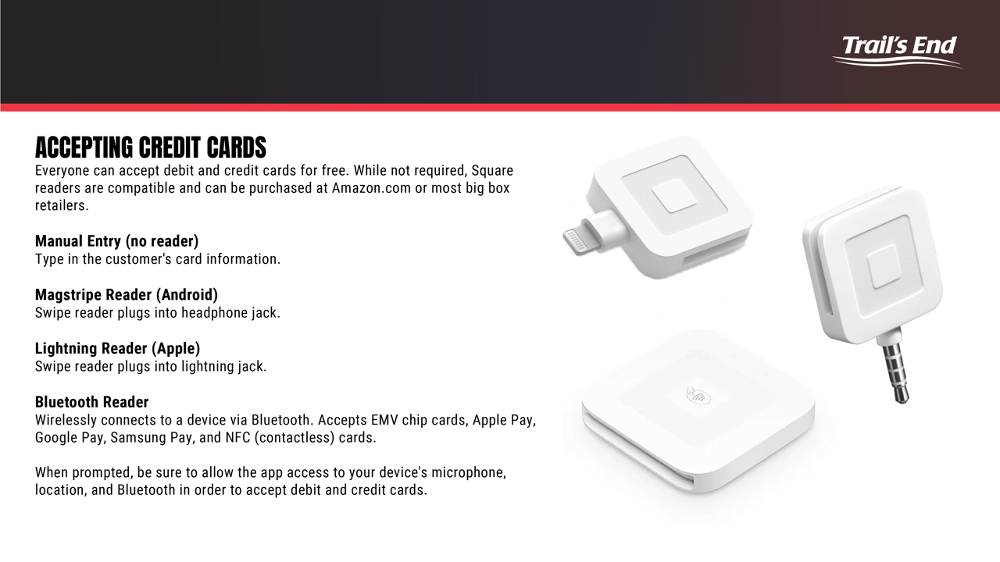 Trail's End
ACCEPTING CREDIT CARDS
Everyone can accept debit and credit cards for free. While not required, Square
readers are compatible and can be purchased at Amazon.com or most big box
retailers.
Manual Entry (no reader)
Type in the customer's card information.
Magstripe Reader (Android)
Swipe reader plugs into headphone jack.
Lightning Reader (Apple)
Swipe reader plugs into lightning jack.
Bluetooth Reader
Wirelessly connects to a device via Bluetooth. Accepts EMV chip cards, Apple Pay,
Google Pay, Samsung Pay, and NFC (contactless) cards.
When prompted, be sure to allow the app access to your device's microphone,
location, and Bluetooth in order to accept debit and credit cards.